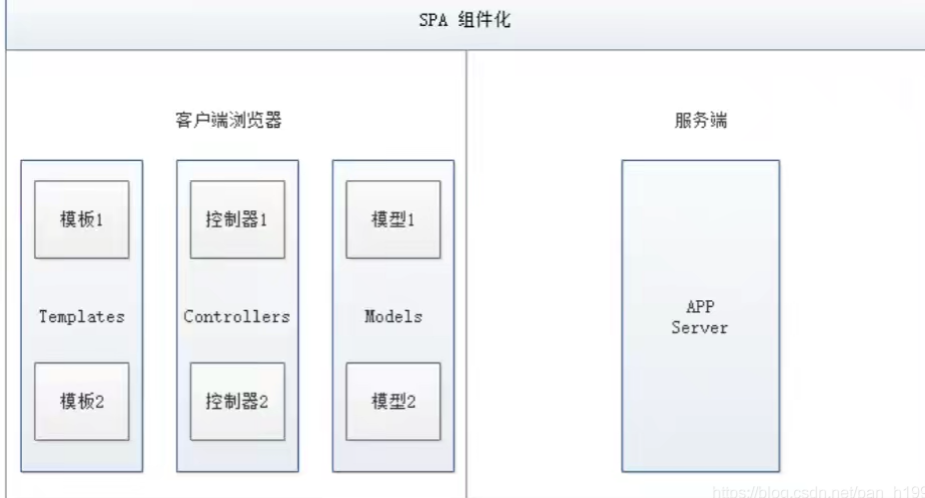 SPA 组件化
客户端浏览器
服务端
模板1
控制器1
模型1
Templates
Controllers
Models
APP
Server
模板2
控制器2
模型2
https://blog.csdn.net/pan_h199